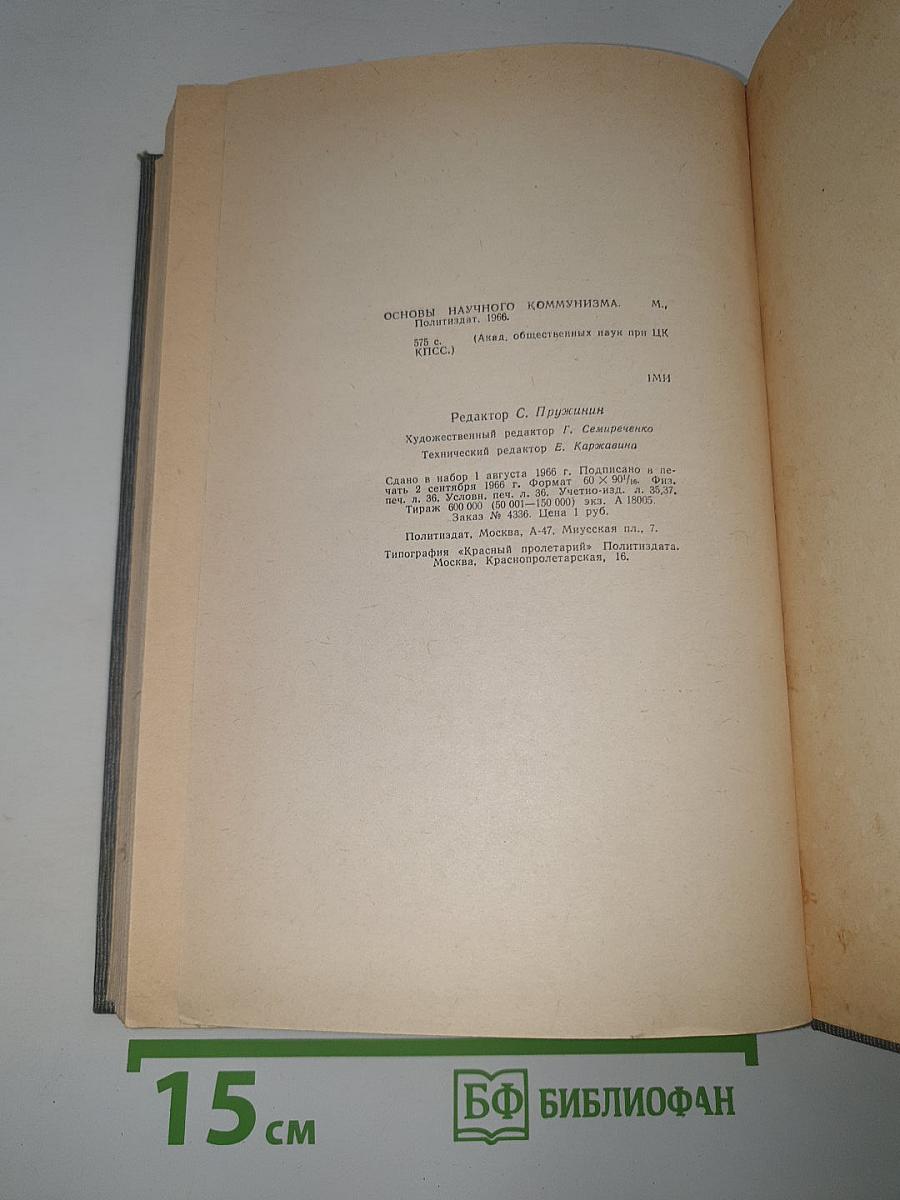 ОСНОВЫ НАУЧНОГО КОММУНИЗМА. М.,
Политиздат, 1966.
575 с. (Акад. общественных наук при ЦК
КПСС.)
1МИ
Редактор С. Пружинин
Художественный редактор Г. Семиреченко
Технический редактор Е. Каржавина
Сдано в набор 1 августа 1966 г. Подписано в пе-
чать 2 сентября 1966 г. Формат 60 × 90¹/₁₆. Физ.
печ. л. 36. Условн. печ. л. 36. Учетно-изд. л. 35,37.
Тираж 600 000 (50 001—150 000) экз. А 18005.
Заказ № 4336. Цена 1 руб.
Политиздат, Москва, А-47, Миусская пл., 7.
Типография «Красный пролетарий» Политиздата.
Москва, Краснопролетарская, 16.
15 см
БФ БИБЛИОФАН